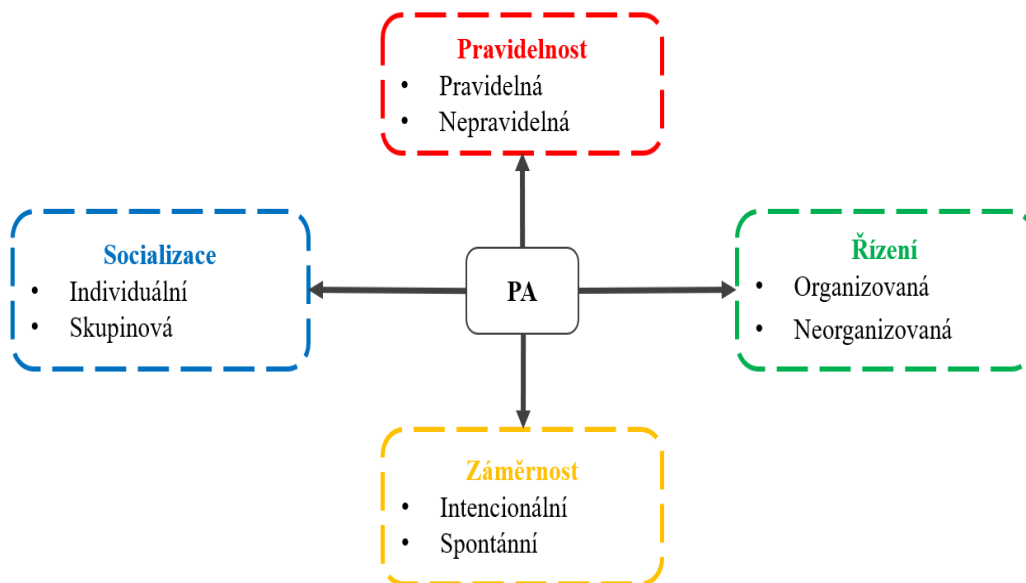 Pravidelnost
• Pravidelná
• Nepravidelná
Socializace
• Individuální
• Skupinová
PA
Řízení
• Organizovaná
• Neorganizovaná
Záměrnost
• Intencionální
• Spontánní